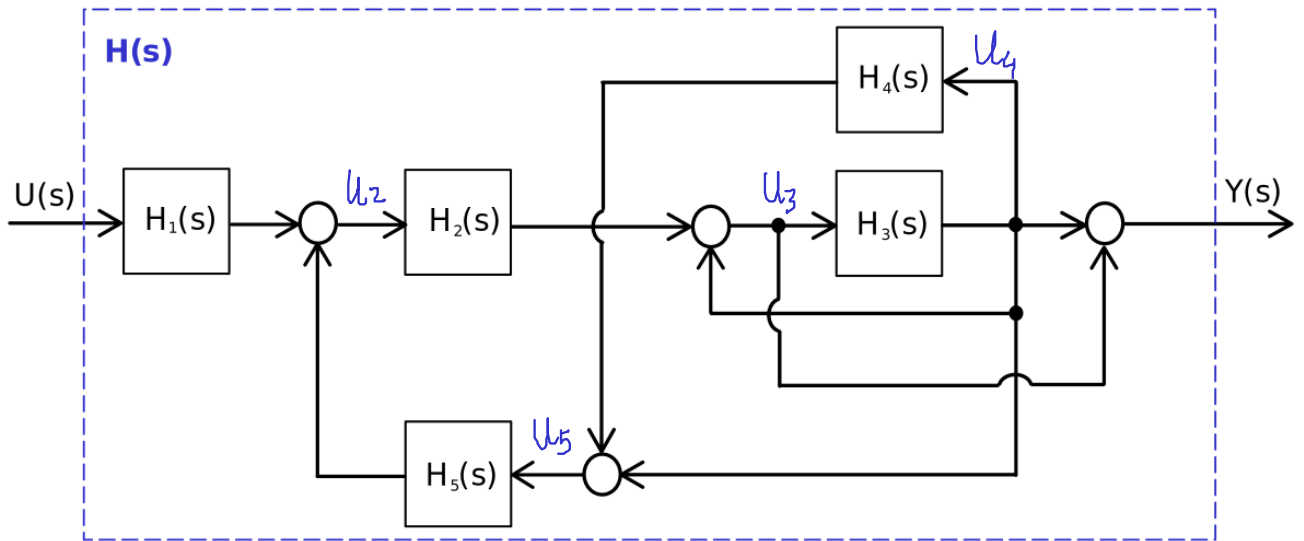 H(s)
U₄
H₄(s)
U(s)
Y(s)
H₁(s)
U₂
H₂(s)
U₃
H₃(s)
U₅
H₅(s)